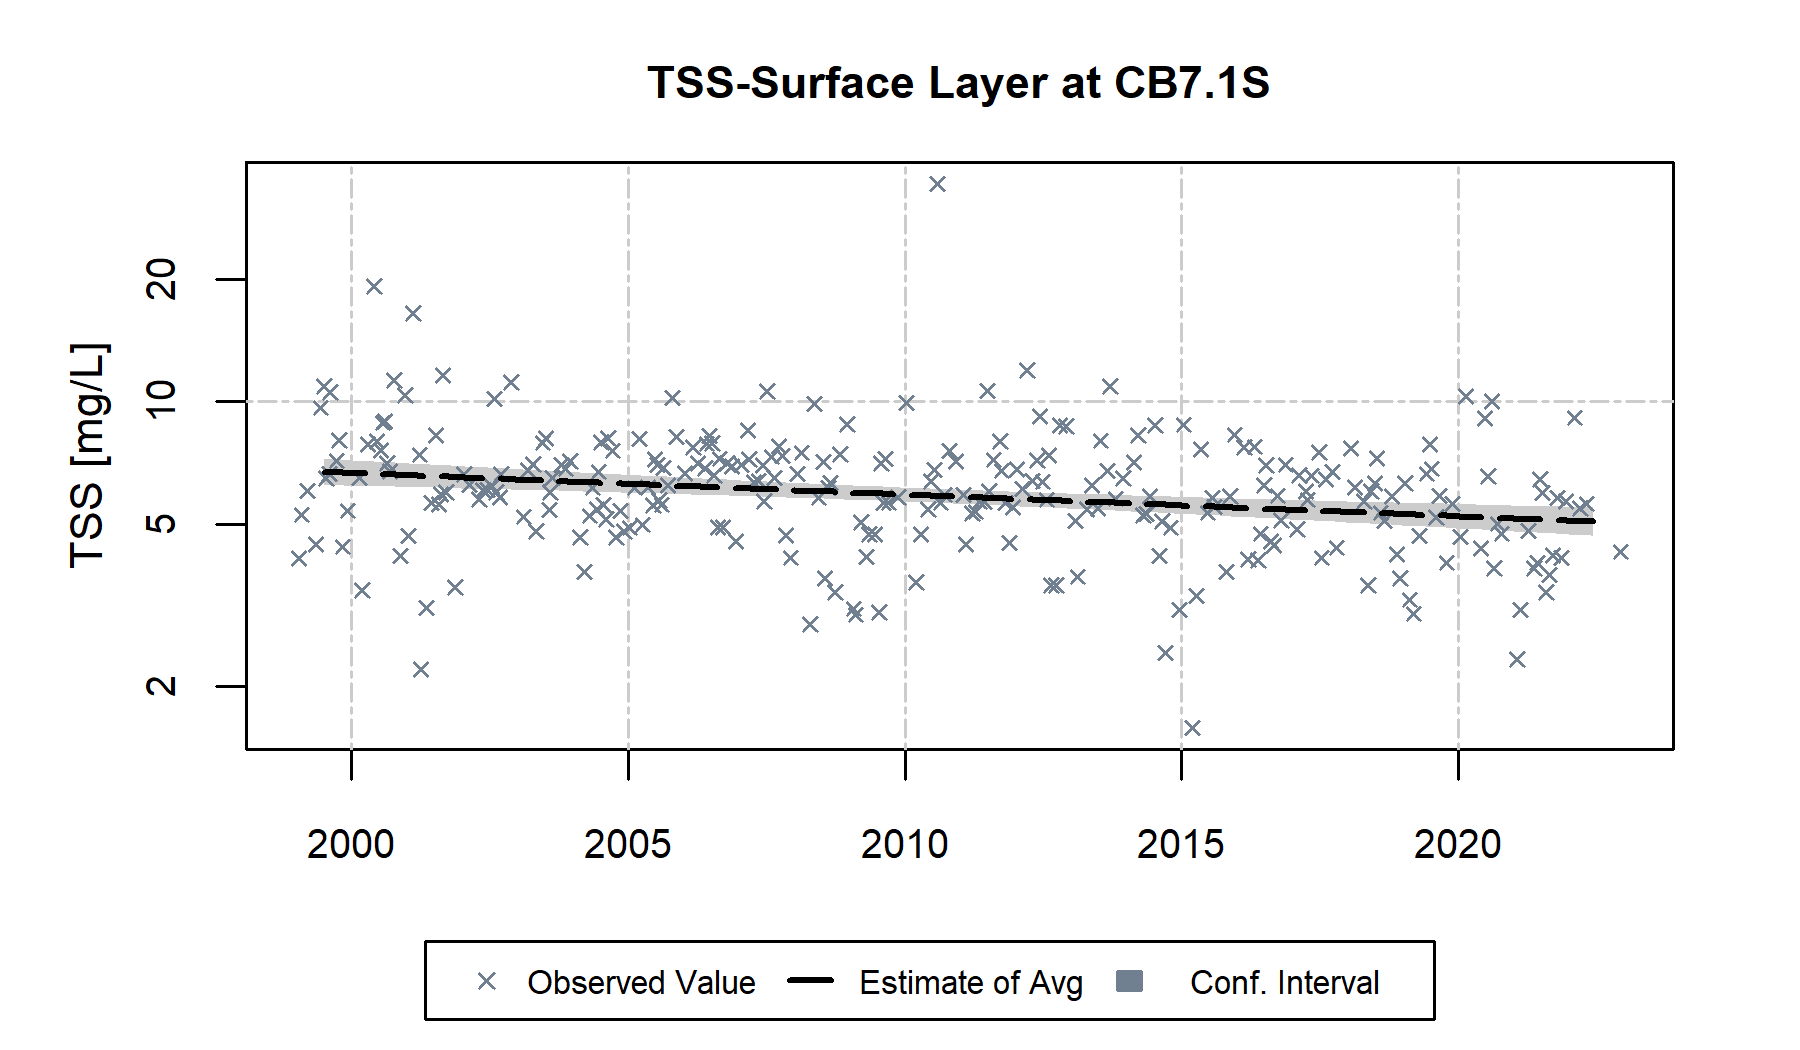 TSS-Surface Layer at CB7.1S
TSS [mg/L]
20
10
5
2
2000 2005 2010 2015 2020
Observed Value Estimate of Avg Conf. Interval